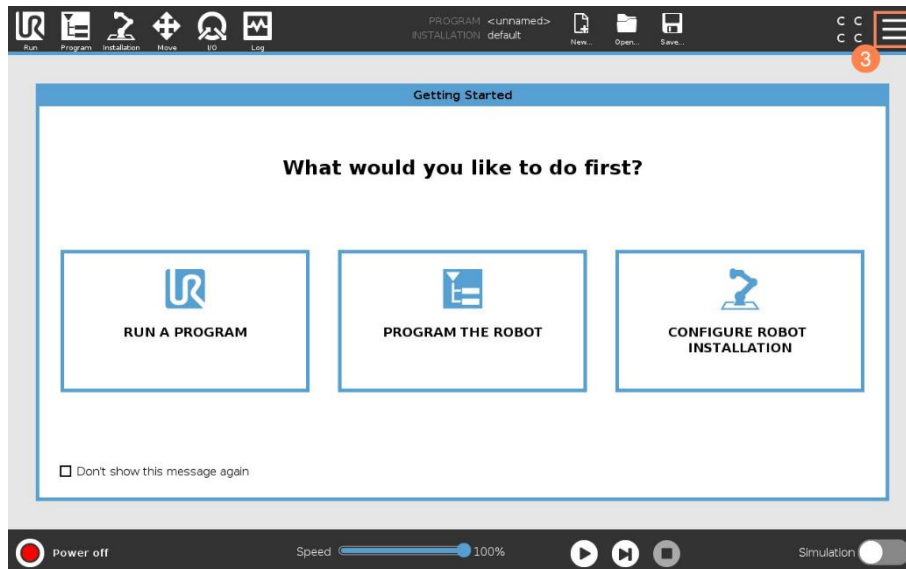 PROGRAM <unnamed>
INSTALLATION default
C C
C C
Run
Program
Installation
Move
I/O
Log
New...
Open...
Save...
3
Getting Started
What would you like to do first?
RUN A PROGRAM
PROGRAM THE ROBOT
CONFIGURE ROBOT
INSTALLATION
Don't show this message again
Power off
Speed
100%
Simulation